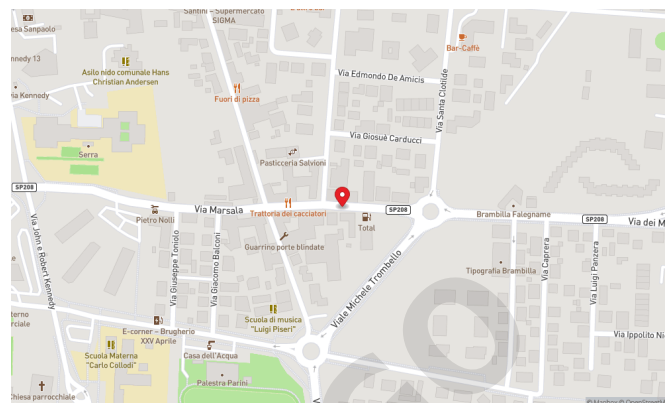 Santini - Supermercato
SIGMA
esa Sanpaolo
nnedy 13
Asilo nido comunale Hans
Christian Andersen
via Kennedy
Fuori di pizza
Bar-Caffè
Via Edmondo De Amicis
Via Santa Clotilde
Via Giosuè Carducci
Serra
Pasticceria Salvioni
SP208
Pietro Nolli
Via Marsala
Trattoria dei cacciatori
SP208
Total
Brambilla Falegname
SP208
Via dei M
Guarrino porte blindate
Via John e Robert Kennedy
Via Giuseppe Toniolo
Via Giacomo Balconi
Viale Michele Trombello
Tipografia Brambilla
Via Caprera
Via Luigi Panzera
Scuola di musica
"Luigi Piseri"
Via Ippolito Nie
E-corner - Brugherio
XXV Aprile
Casa dell'Acqua
Scuola Materna
"Carlo Collodi"
Palestra Parini
Chiesa parrocchiale
© Mapbox © OpenStreetM